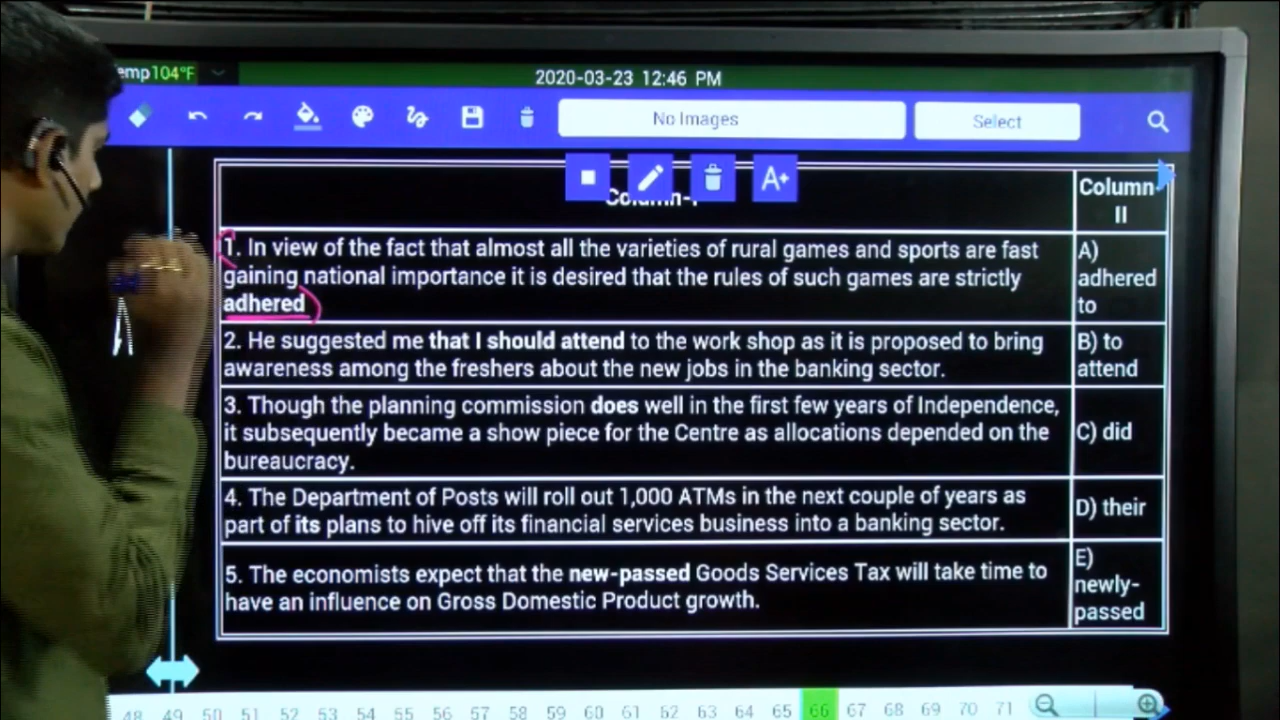 emp 104°F
2020-03-23 12:46 PM
No Images
Select
A+
Column-
II
1. In view of the fact that almost all the varieties of rural games and sports are fast
gaining national importance it is desired that the rules of such games are strictly
adhered
A)
adhered
to
2. He suggested me that I should attend to the work shop as it is proposed to bring
awareness among the freshers about the new jobs in the banking sector.
B) to
attend
3. Though the planning commission does well in the first few years of Independence,
it subsequently became a show piece for the Centre as allocations depended on the
bureaucracy.
C) did
4. The Department of Posts will roll out 1,000 ATMs in the next couple of years as
part of its plans to hive off its financial services business into a banking sector.
D) their
5. The economists expect that the new-passed Goods Services Tax will take time to
have an influence on Gross Domestic Product growth.
E)
newly-
passed
48 49 50 51 52 53 54 55 56 57 58 59 60 61 62 63 64 65 66 67 68 69 70 71